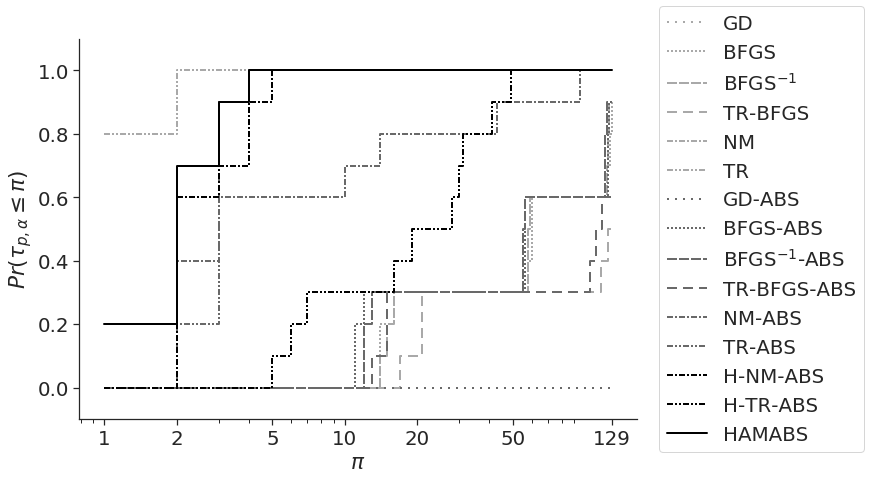 1.0
0.8
0.6
0.4
0.2
0.0
Pr(τp,α ≤ π)
1 2 5 10 20 50 129
π
GD
BFGS
BFGS⁻¹
TR-BFGS
NM
TR
GD-ABS
BFGS-ABS
BFGS⁻¹-ABS
TR-BFGS-ABS
NM-ABS
TR-ABS
H-NM-ABS
H-TR-ABS
HAMABS